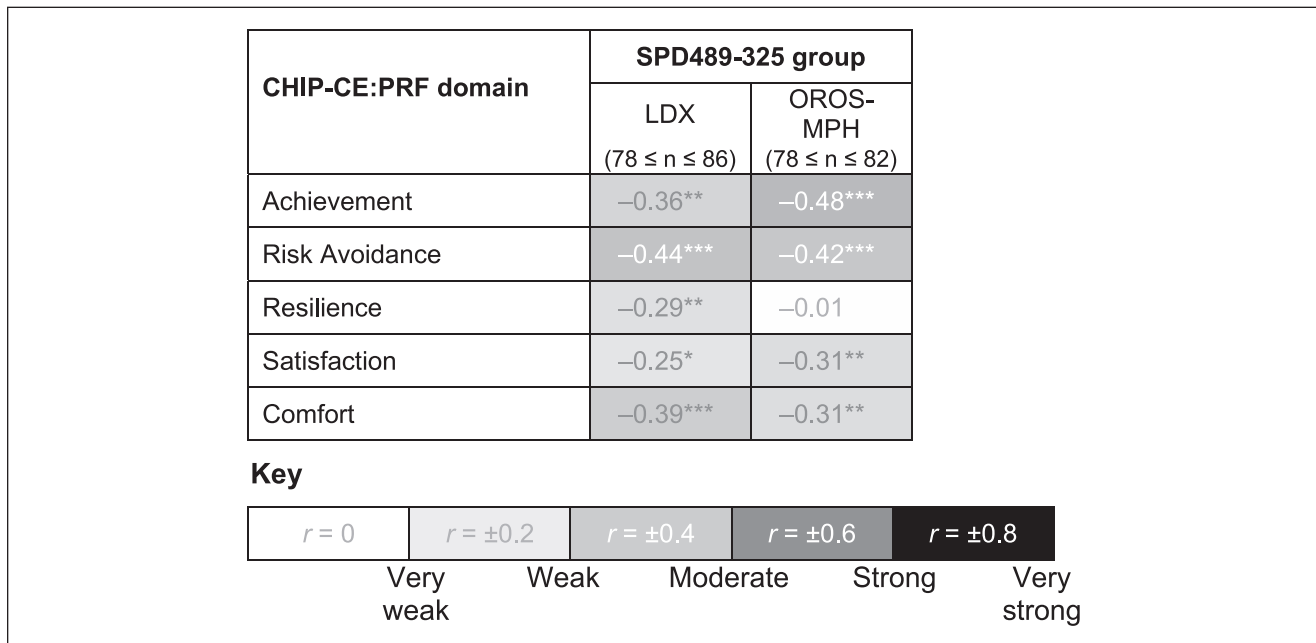 CHIP-CE:PRF domain
SPD489-325 group
LDX
(78 ≤ n ≤ 86)
OROS-
MPH
(78 ≤ n ≤ 82)
Achievement –0.36** –0.48***
Risk Avoidance –0.44*** –0.42***
Resilience –0.29** –0.01
Satisfaction –0.25* –0.31**
Comfort –0.39*** –0.31**
Key
r = 0 r = ±0.2 r = ±0.4 r = ±0.6 r = ±0.8
Very weak Weak Moderate Strong Very strong